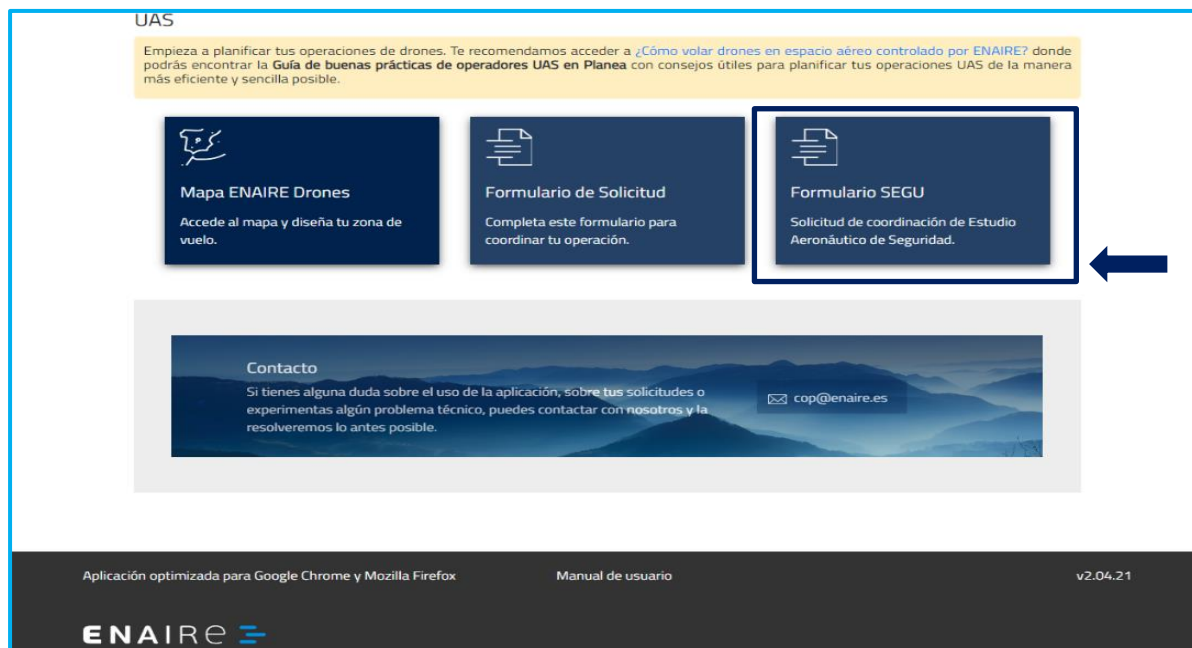 UAS
Empieza a planificar tus operaciones de drones. Te recomendamos acceder a ¿Cómo volar drones en espacio aéreo controlado por ENAIRE? donde
podrás encontrar la Guía de buenas prácticas de operadores UAS en Planea con consejos útiles para planificar tus operaciones UAS de la manera
más eficiente y sencilla posible.
Mapa ENAIRE Drones
Accede al mapa y diseña tu zona de
vuelo.
Formulario de Solicitud
Completa este formulario para
coordinar tu operación.
Formulario SEGU
Solicitud de coordinación de Estudio
Aeronáutico de Seguridad.
Contacto
Si tienes alguna duda sobre el uso de la aplicación, sobre tus solicitudes o
experimentas algún problema técnico, puedes contactar con nosotros y la
resolveremos lo antes posible.
cop@enaire.es
Aplicación optimizada para Google Chrome y Mozilla Firefox
Manual de usuario
v2.04.21
ENAIRE